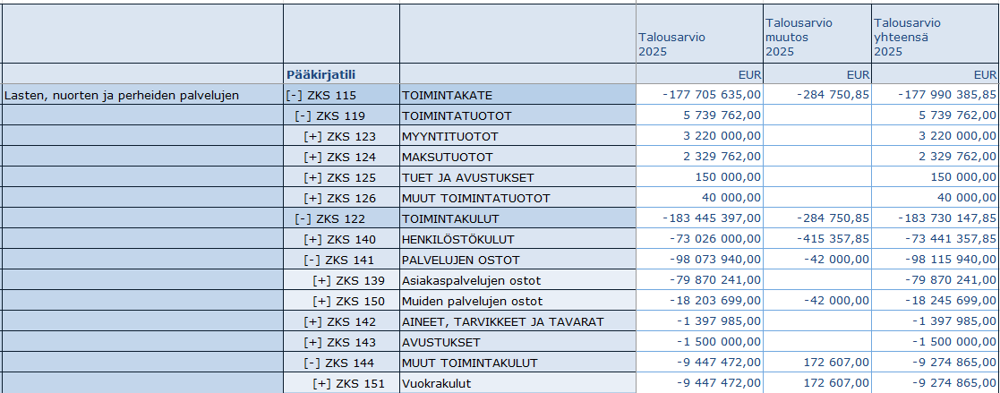 Talousarvio 2025 Talousarvio muutos 2025 Talousarvio yhteensä 2025
Pääkirjatili EUR EUR EUR
Lasten, nuorten ja perheiden palvelujen [-] ZKS 115 TOIMINTAKATE -177 705 635,00 -284 750,85 -177 990 385,85
[-] ZKS 119 TOIMINTATUOTOT 5 739 762,00 5 739 762,00
[+] ZKS 123 MYYNTITUOTOT 3 220 000,00 3 220 000,00
[+] ZKS 124 MAKSUTUOTOT 2 329 762,00 2 329 762,00
[+] ZKS 125 TUET JA AVUSTUKSET 150 000,00 150 000,00
[+] ZKS 126 MUUT TOIMINTATUOTOT 40 000,00 40 000,00
[-] ZKS 122 TOIMINTAKULUT -183 445 397,00 -284 750,85 -183 730 147,85
[+] ZKS 140 HENKILÖSTÖKULUT -73 026 000,00 -415 357,85 -73 441 357,85
[-] ZKS 141 PALVELUJEN OSTOT -98 073 940,00 -42 000,00 -98 115 940,00
[+] ZKS 139 Asiakaspalvelujen ostot -79 870 241,00 -79 870 241,00
[+] ZKS 150 Muiden palvelujen ostot -18 203 699,00 -42 000,00 -18 245 699,00
[+] ZKS 142 AINEET, TARVIKKEET JA TAVARAT -1 397 985,00 -1 397 985,00
[+] ZKS 143 AVUSTUKSET -1 500 000,00 -1 500 000,00
[-] ZKS 144 MUUT TOIMINTAKULUT -9 447 472,00 172 607,00 -9 274 865,00
[+] ZKS 151 Vuokrakulut -9 447 472,00 172 607,00 -9 274 865,00